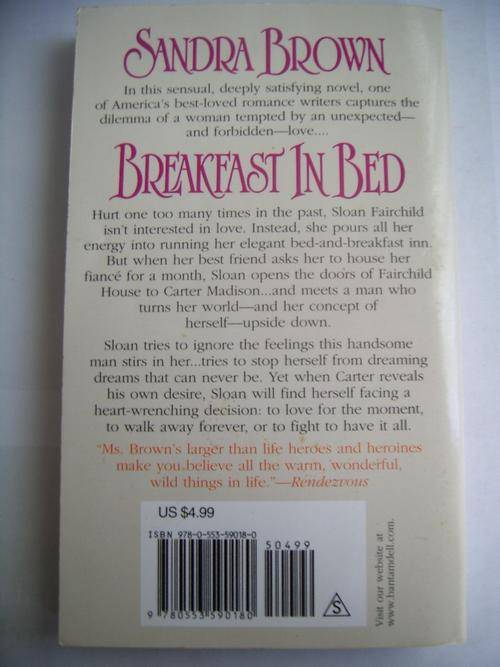 SANDRA BROWN
In this sensual, deeply satisfying novel, one
of America's best-loved romance writers captures the
dilemma of a woman tempted by an unexpected—
and forbidden—love....
BREAKFAST IN BED
Hurt one too many times in the past, Sloan Fairchild
isn't interested in love. Instead, she pours all her
energy into running her elegant bed-and-breakfast inn.
But when her best friend asks her to house her
fiancé for a month, Sloan opens the doors of Fairchild
House to Carter Madison...and meets a man who
turns her world—and her concept of
herself—upside down.
Sloan tries to ignore the feelings this handsome
man stirs in her...tries to stop herself from dreaming
dreams that can never be. Yet when Carter reveals
his own desire, Sloan will find herself facing a
heart-wrenching decision: to love for the moment,
to walk away forever, or to fight to have it all.
"Ms. Brown's larger than life heroes and heroines
make you believe all the warm, wonderful,
wild things in life."—Rendezvous
US $4.99
ISBN 978-0-553-59018-0
50499
9 780553 590180
S
Visit our website at
www.bantamdell.com.